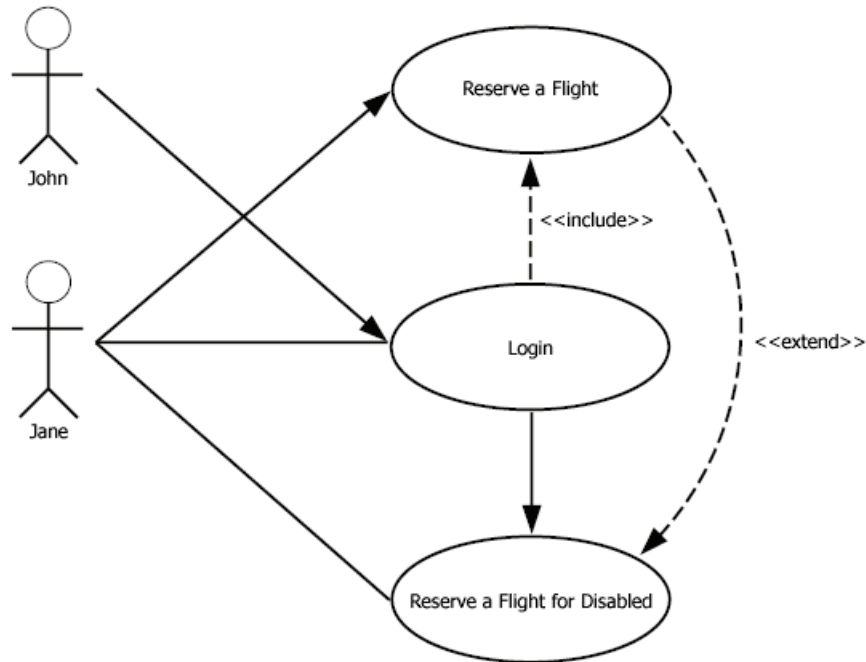 Reserve a Flight
John
<<include>>
Login
<<extend>>
Jane
Reserve a Flight for Disabled